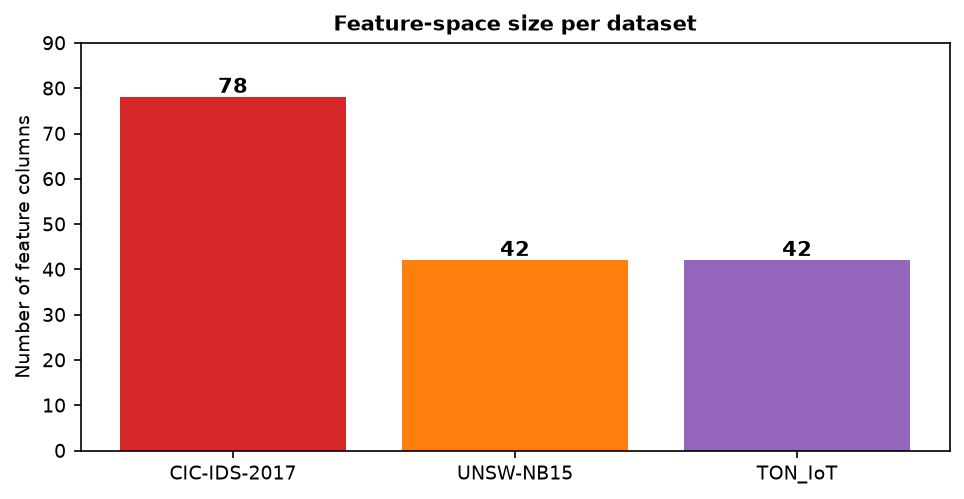 Feature-space size per dataset
Number of feature columns
90
80
70
60
50
40
30
20
10
0
78
42
42
CIC-IDS-2017
UNSW-NB15
TON_IoT